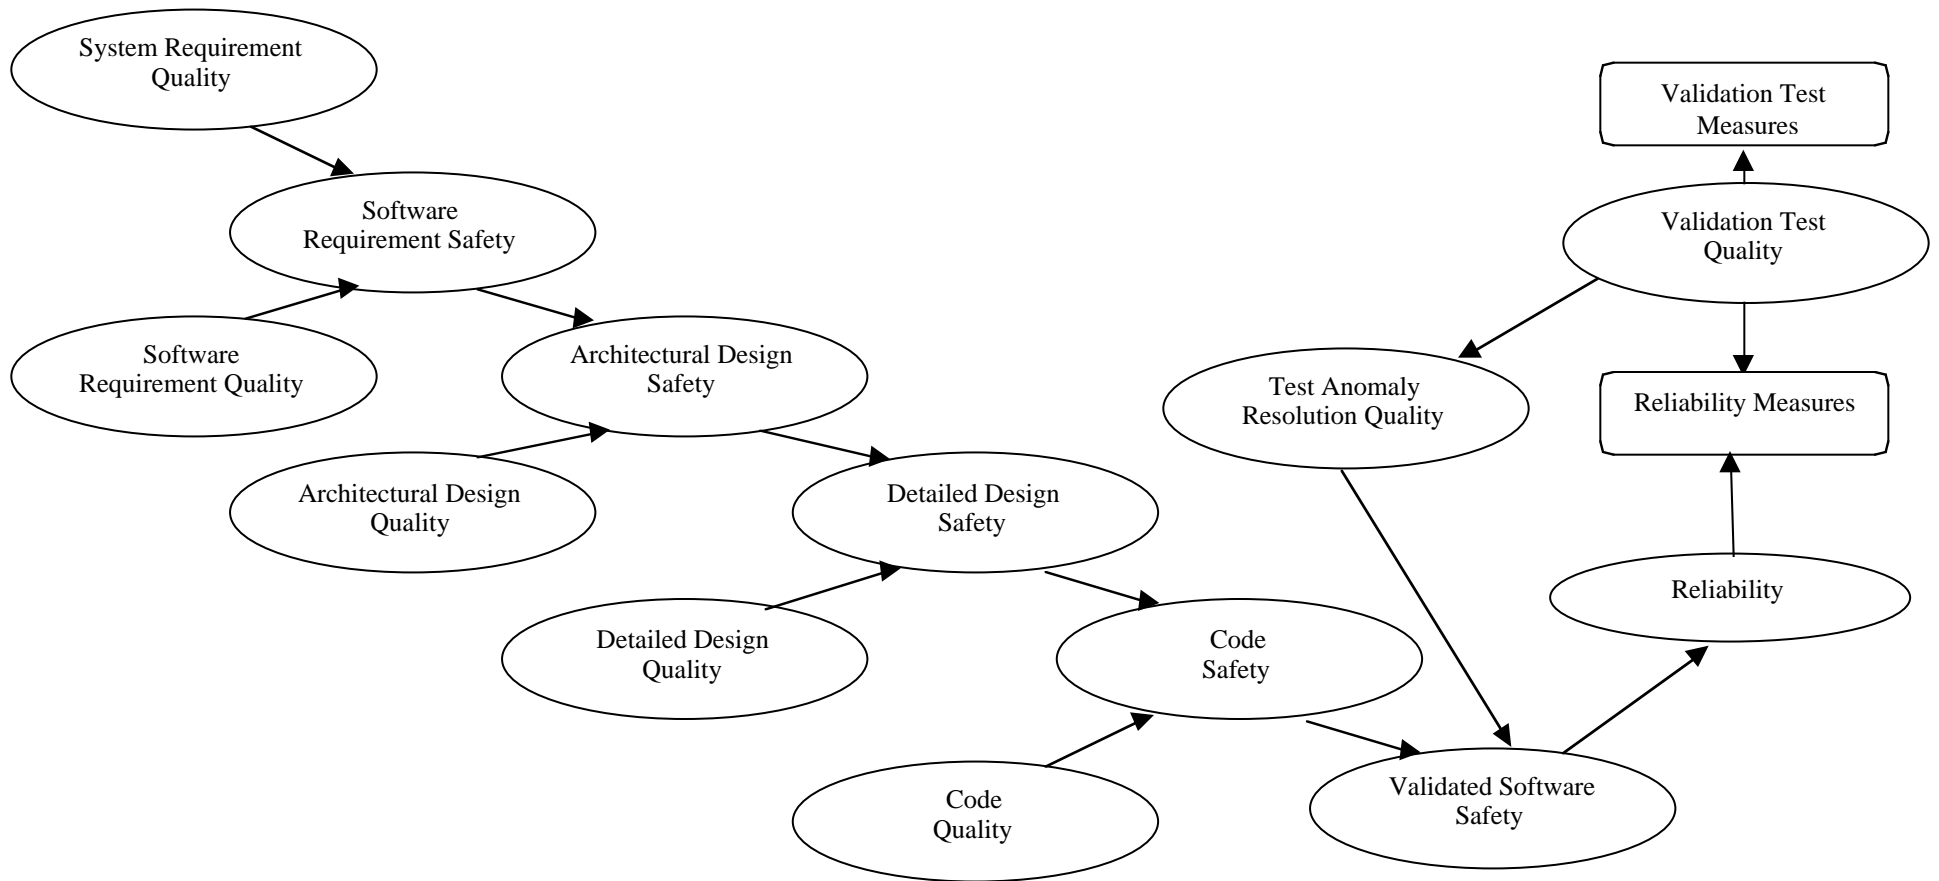 System Requirement
Quality
Validation Test
Measures
Software
Requirement Safety
Validation Test
Quality
Software
Requirement Quality
Architectural Design
Safety
Test Anomaly
Resolution Quality
Reliability Measures
Architectural Design
Quality
Detailed Design
Safety
Reliability
Detailed Design
Quality
Code
Safety
Code
Quality
Validated Software
Safety